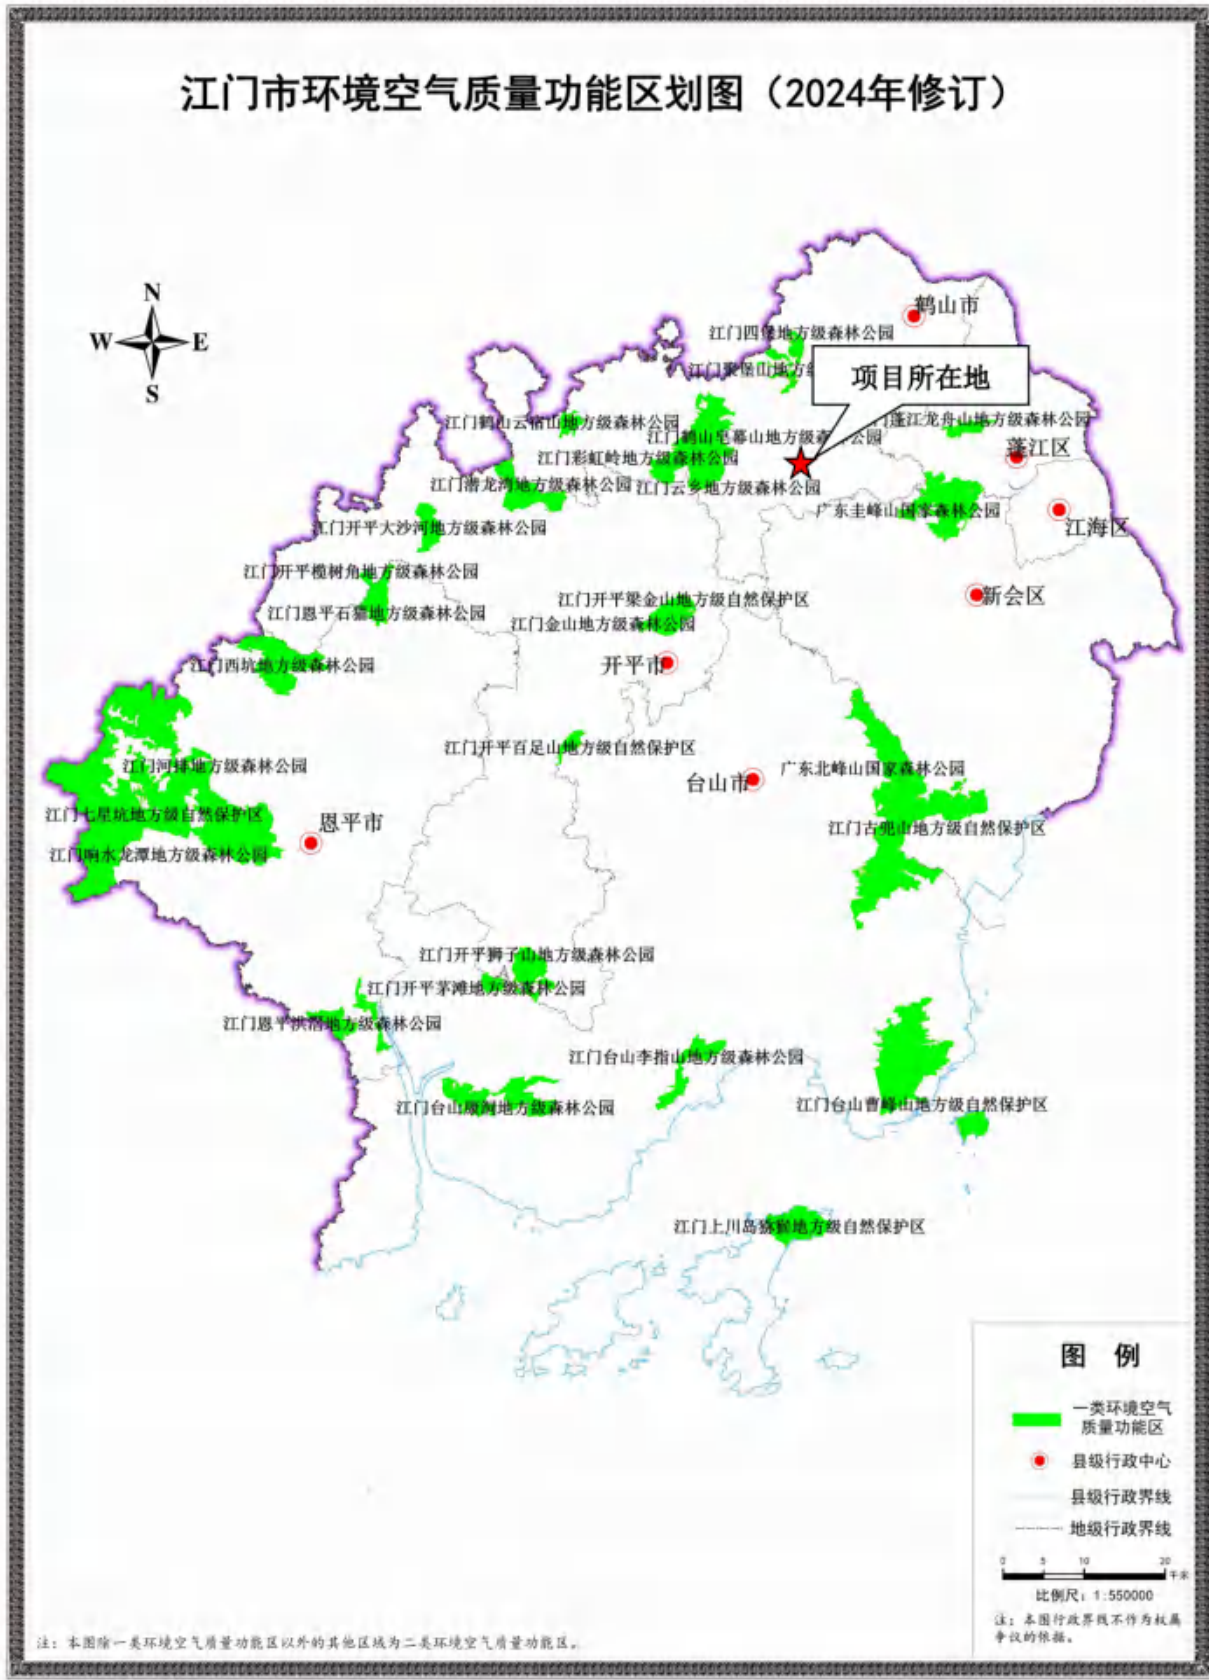 江门市环境空气质量功能区划图（2024年修订）
N
W
E
S
鹤山市
江门四堡地方级森林公园
项目所在地
江门鹤山云宿山地方级森林公园
江门蓬江龙舟山地方级森林公园
江门鹤山皂幕山地方级森林公园
蓬江区
江门彩虹岭地方级森林公园
江门潜龙湾地方级森林公园
江门云乡地方级森林公园
广东圭峰山国家森林公园
江门开平大沙河地方级森林公园
江海区
江门开平榄树角地方级森林公园
江门开平梁金山地方级自然保护区
新会区
江门恩平石猫地方级森林公园
江门金山地方级森林公园
江门西坑地方级森林公园
开平市
江门开平百足山地方级自然保护区
江门河排地方级森林公园
广东北峰山国家森林公园
台山市
江门七星坑地方级自然保护区
恩平市
江门古兜山地方级自然保护区
江门响水龙潭地方级森林公园
江门开平狮子山地方级森林公园
江门开平茅滩地方级森林公园
江门恩平洪滘地方级森林公园
江门台山李指山地方级森林公园
江门台山曹峰山地方级自然保护区
江门上川岛猕猴地方级自然保护区
图 例
一类环境空气
质量功能区
县级行政中心
县级行政界线
地级行政界线
0 5 10 20
千米
比例尺：1:550000
注：本图行政界线不作为权属
争议的依据。
注：本图除一类环境空气质量功能区以外的其他区域为二类环境空气质量功能区。